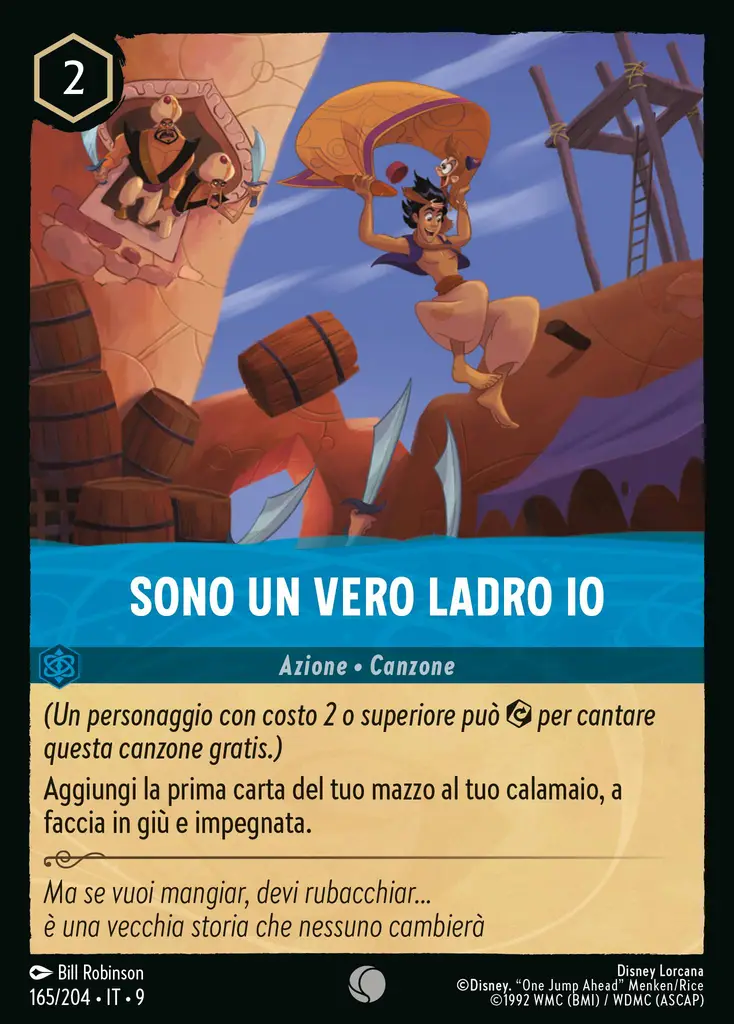 2
SONO UN VERO LADRO IO
Azione • Canzone
(Un personaggio con costo 2 o superiore può per cantare
questa canzone gratis.)
Aggiungi la prima carta del tuo mazzo al tuo calamaio, a
faccia in giù e impegnata.
Ma se vuoi mangiar, devi rubacchiar...
è una vecchia storia che nessuno cambierà
Bill Robinson
165/204 • IT • 9
Disney Lorcana
©Disney. “One Jump Ahead” Menken/Rice
©1992 WMC (BMI) / WDMC (ASCAP)